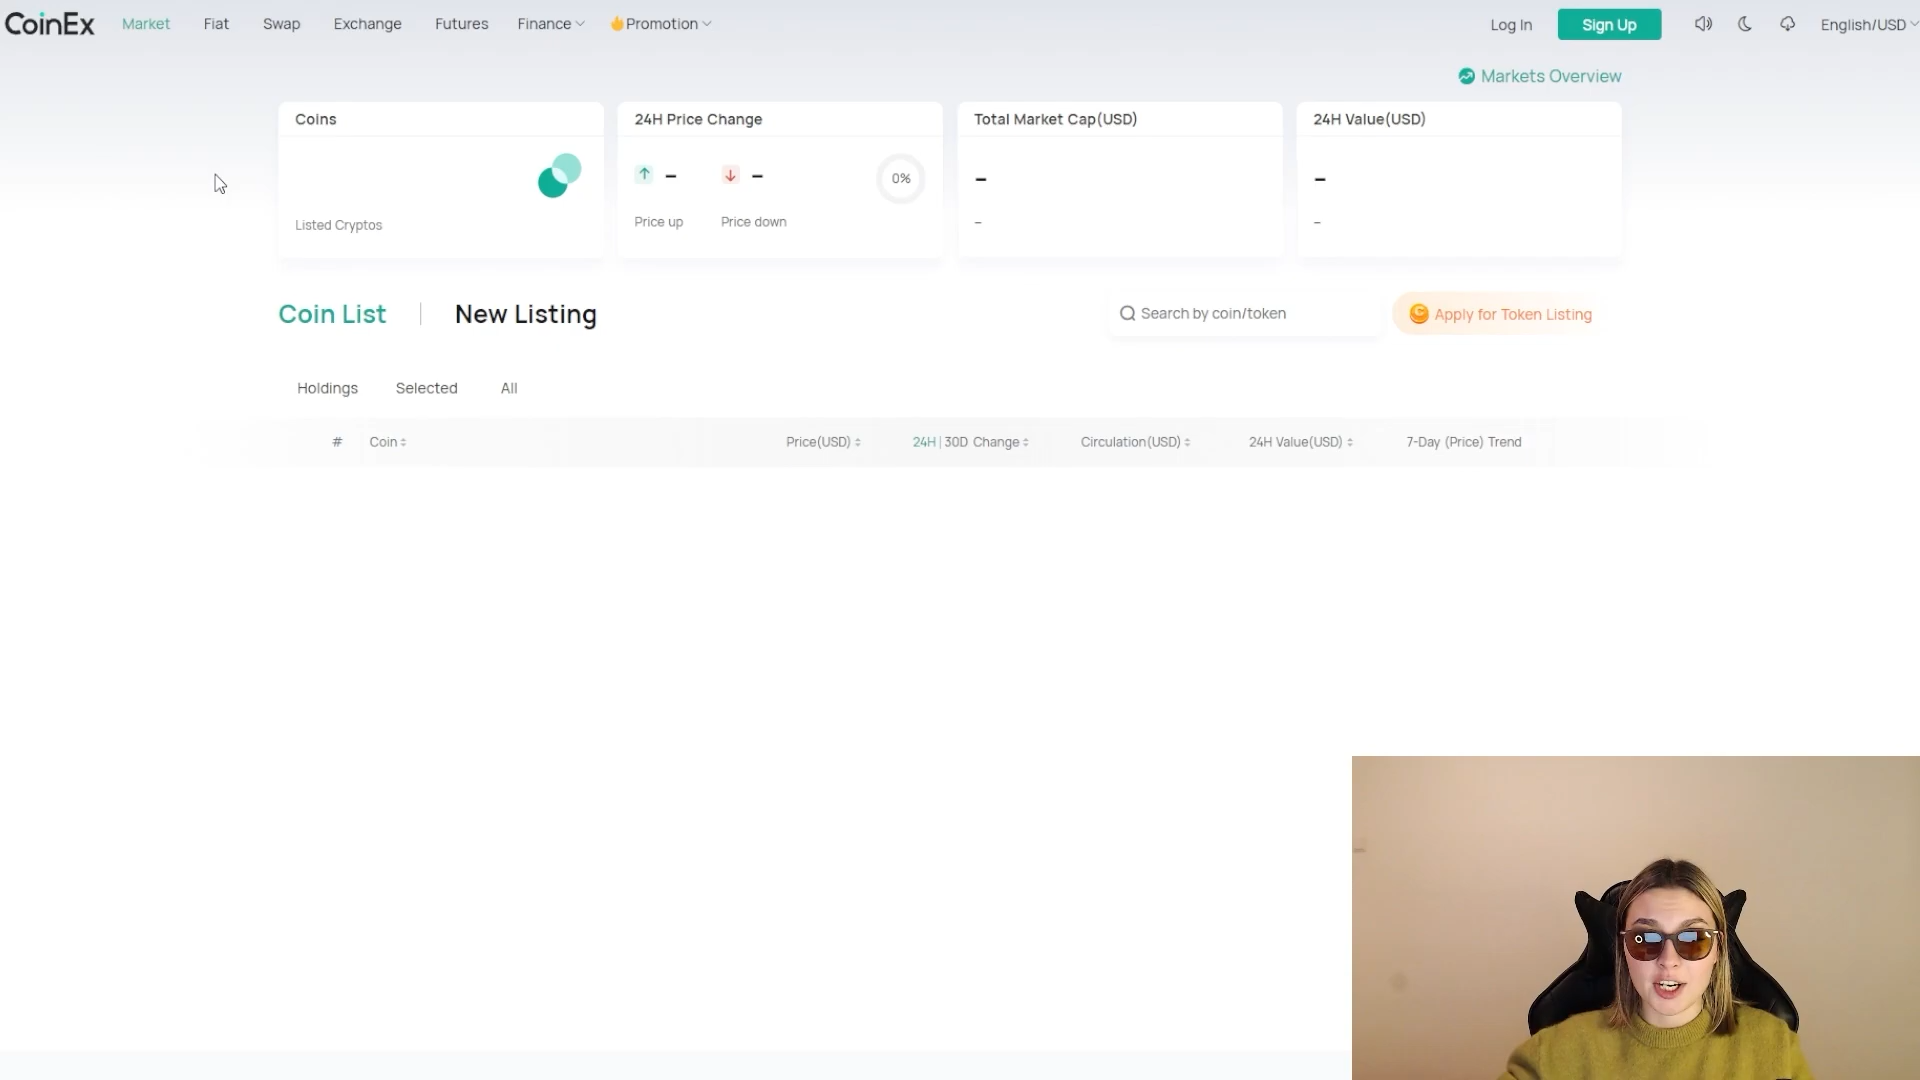 CoinEx Market Fiat Swap Exchange Futures Finance Promotion Log In Sign Up English/USD
Markets Overview
Coins 24H Price Change Total Market Cap(USD) 24H Value(USD)
– – 0% – –
Listed Cryptos Price up Price down – –
Coin List | New Listing Search by coin/token Apply for Token Listing
Holdings Selected All
# Coin Price(USD) 24H | 30D Change Circulation(USD) 24H Value(USD) 7-Day (Price) Trend